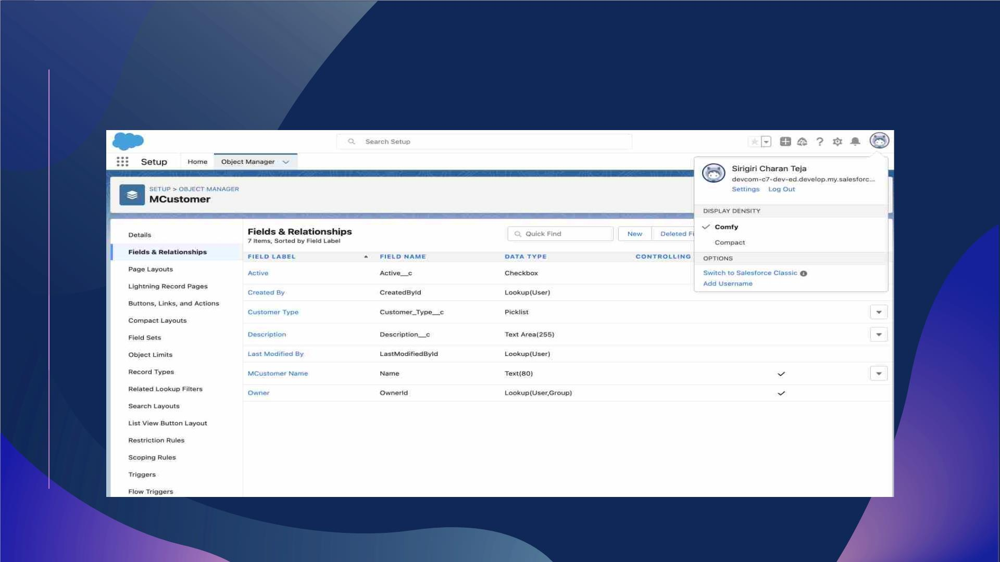 Search Setup
Setup
Home
Object Manager
Sirigiri Charan Teja
devcom-c7-dev-ed.develop.my.salesforc...
Settings Log Out
DISPLAY DENSITY
Comfy
Compact
OPTIONS
Switch to Salesforce Classic
Add Username
SETUP > OBJECT MANAGER
MCustomer
Details
Fields & Relationships
Page Layouts
Lightning Record Pages
Buttons, Links, and Actions
Compact Layouts
Field Sets
Object Limits
Record Types
Related Lookup Filters
Search Layouts
List View Button Layout
Restriction Rules
Scoping Rules
Triggers
Flow Triggers
Fields & Relationships
7 Items, Sorted by Field Label
Quick Find
New
Deleted Fi
FIELD LABEL FIELD NAME DATA TYPE CONTROLLING
Active Active__c Checkbox
Created By CreatedById Lookup(User)
Customer Type Customer_Type__c Picklist
Description Description__c Text Area(255)
Last Modified By LastModifiedById Lookup(User)
MCustomer Name Name Text(80)
Owner OwnerId Lookup(User,Group)